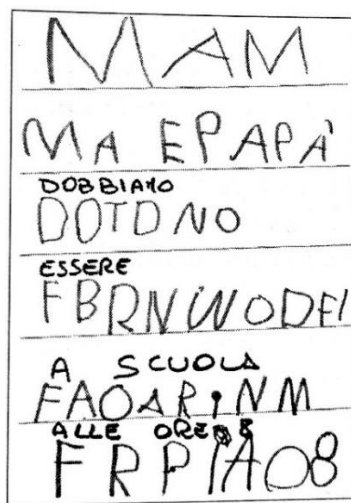 MAM
MA E PAPÀ
DOBBIAMO
DOTDNO
ESSERE
FBRNWODEI
A SCUOLA
FAOARiNM
ALLE ORE 8
FRPIAO8